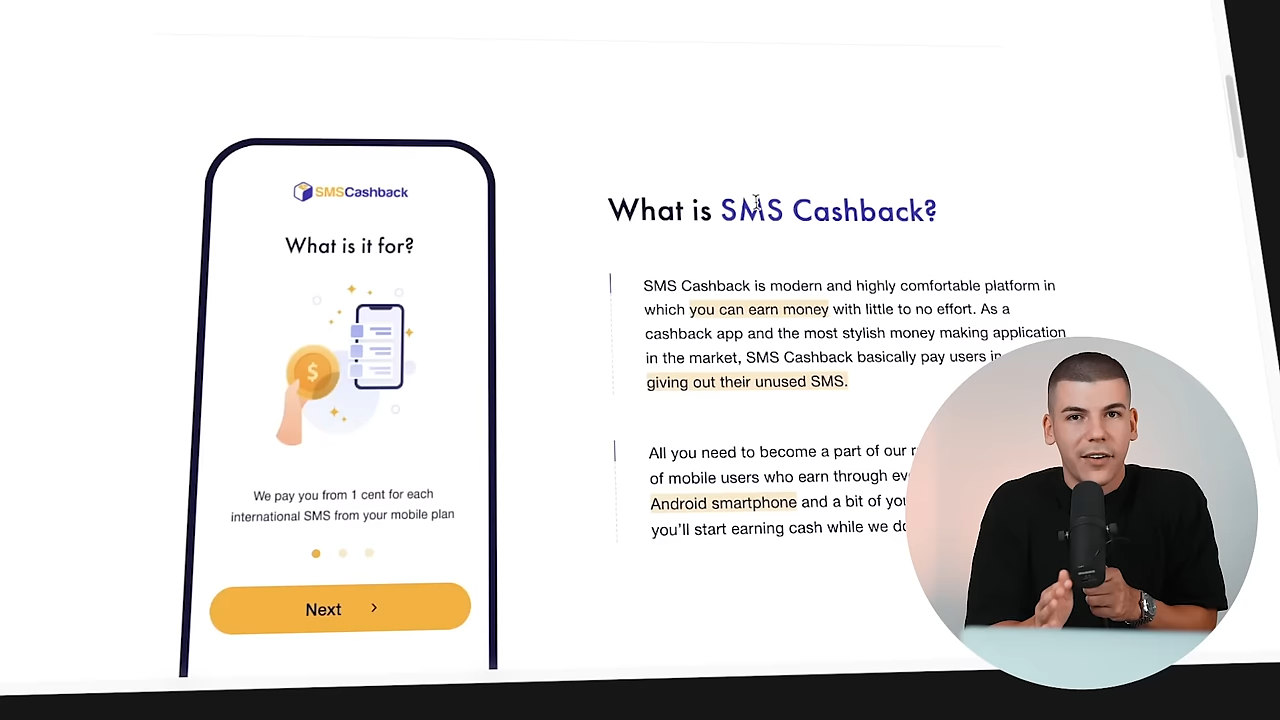 SMSCashback
What is it for?
We pay you from 1 cent for each
international SMS from your mobile plan
Next
What is SMS Cashback?
SMS Cashback is modern and highly comfortable platform in
which you can earn money with little to no effort. As a
cashback app and the most stylish money making application
in the market, SMS Cashback basically pay users in
giving out their unused SMS.
All you need to become a part of our
of mobile users who earn through
Android smartphone and a bit of
you'll start earning cash while we